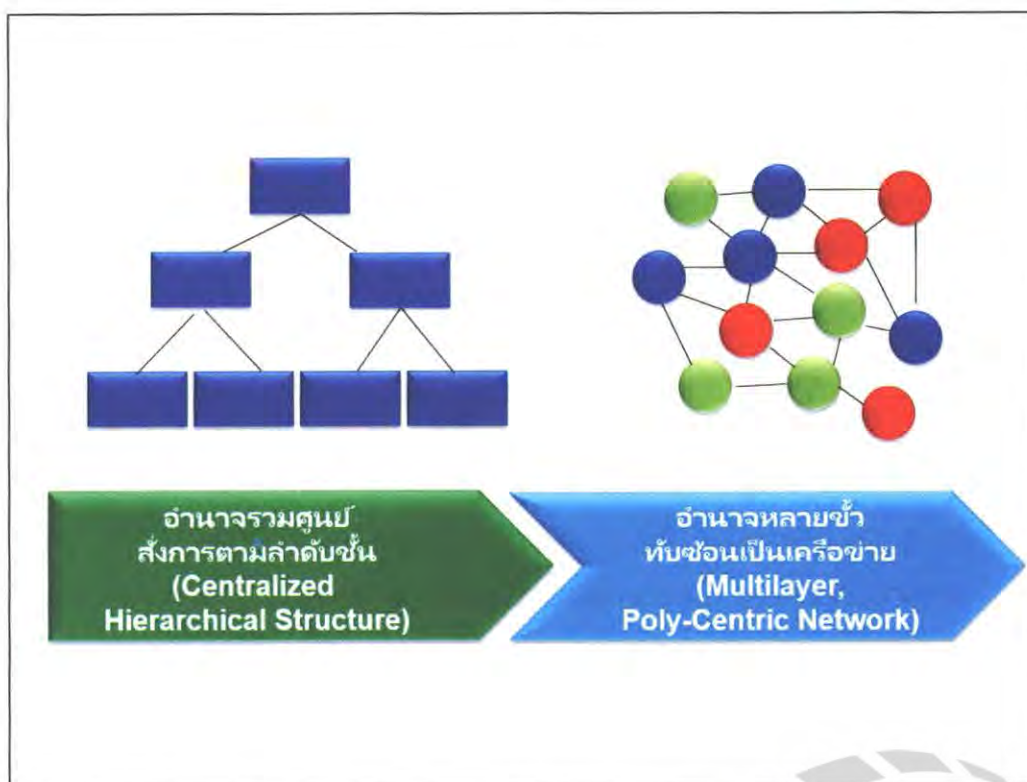 อำนาจรวมศูนย์
สั่งการตามลำดับชั้น
(Centralized
Hierarchical Structure)
อำนาจหลายขั้ว
ทับซ้อนเป็นเครือข่าย
(Multilayer,
Poly-Centric Network)